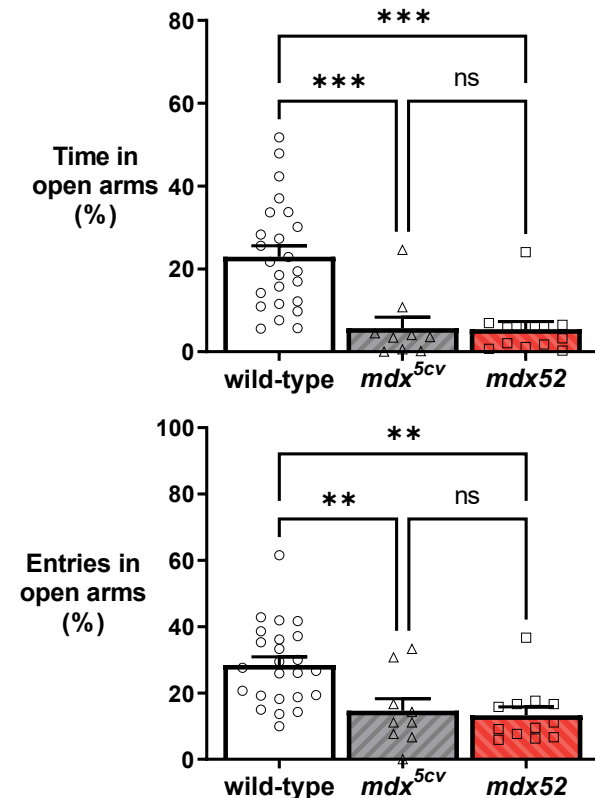 80
***
*** ns
60
Time in
open arms
(%)
40
20
0
wild-type mdx5cv mdx52
100
**
80
** ns
60
Entries in
open arms
(%)
40
20
0
wild-type mdx5cv mdx52